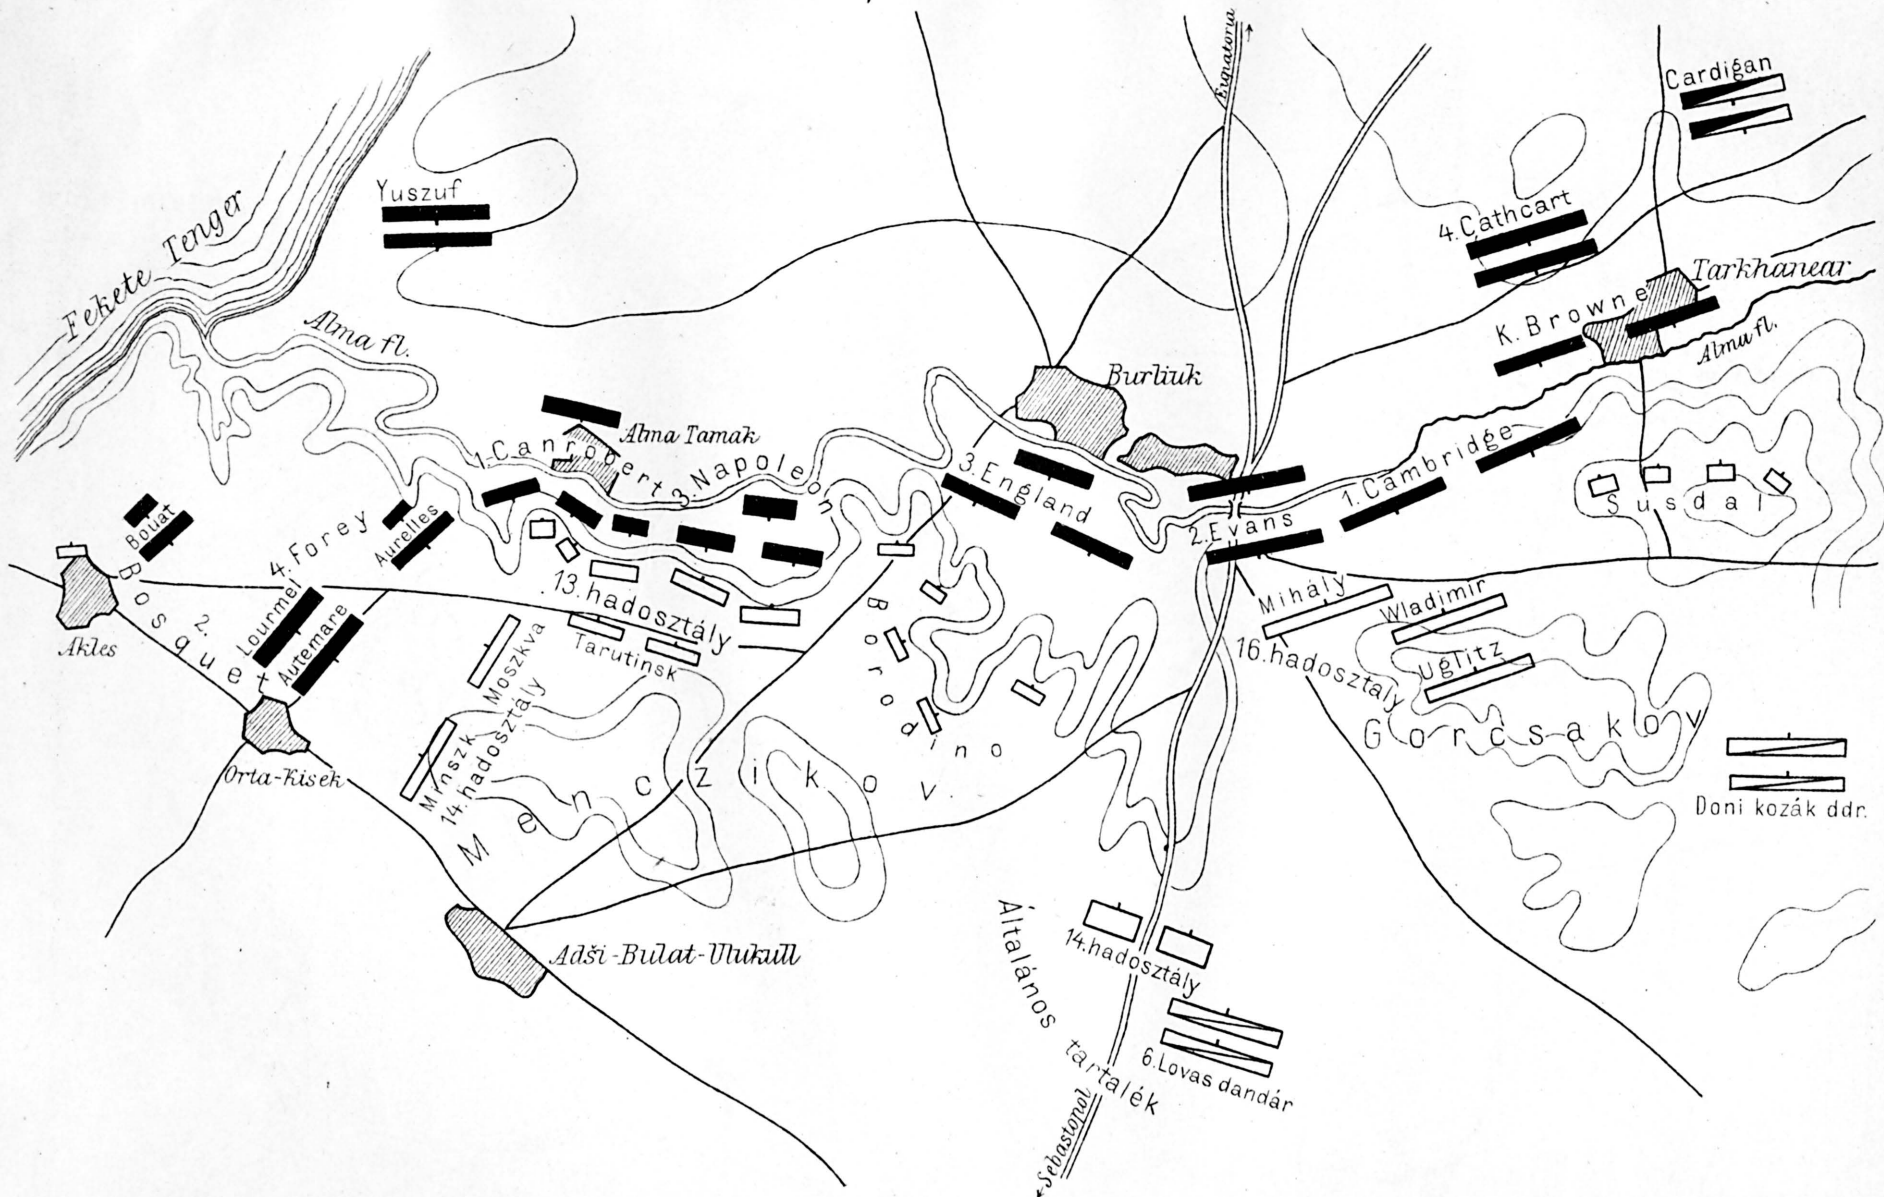 Eupatoria
Cardigan
Yuszuf
Fekete Tenger
4. Cathcart
Tarkhanear
K. Browne
Alma fl.
Alma fl.
Burliuk
Alma Tamak
1. Canrobert
3. Napoleon
3. England
1. Cambridge
2. Evans
Susdal
Bouat
4. Forey
Aurelles
2. Bosquet
Lourmel
Autemare
Akles
13. hadosztály
Tarutinsk
Moszkva
Minszk
14. hadosztály
Borodino
Mihály
Wladimir
16. hadosztály
Uglitz
Gorcsakov
Doni kozák ddr.
Orta-Kisek
Menczikov
Adši-Bulat-Ulukull
Általános tartalék
14. hadosztály
6. Lovas dandár
Sebastopol